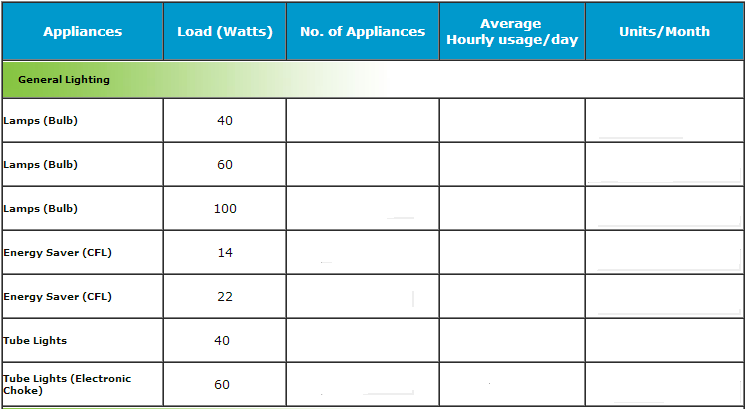 Appliances Load (Watts) No. of Appliances Average Hourly usage/day Units/Month
General Lighting
Lamps (Bulb) 40
Lamps (Bulb) 60
Lamps (Bulb) 100
Energy Saver (CFL) 14
Energy Saver (CFL) 22
Tube Lights 40
Tube Lights (Electronic Choke) 60